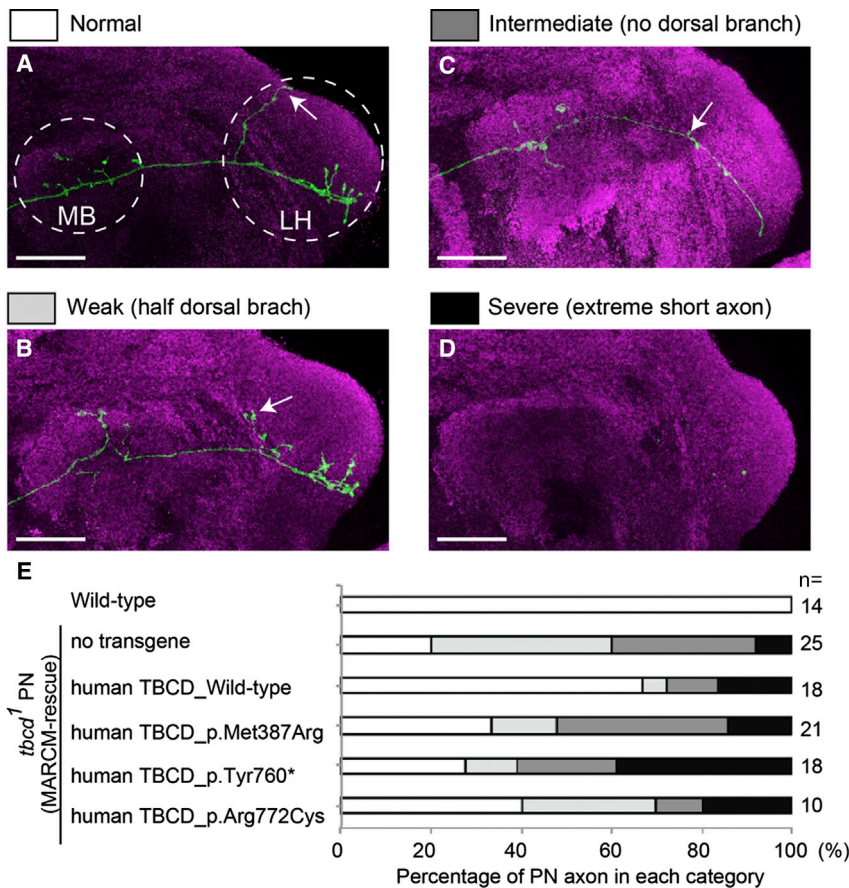 Normal
Intermediate (no dorsal branch)
A
MB
LH
C
Weak (half dorsal brach)
Severe (extreme short axon)
B
D
E
n=
Wild-type
14
tbcd¹ PN
(MARCM-rescue)
no transgene
25
human TBCD_Wild-type
18
human TBCD_p.Met387Arg
21
human TBCD_p.Tyr760*
18
human TBCD_p.Arg772Cys
10
0 20 40 60 80 100 (%)
Percentage of PN axon in each category